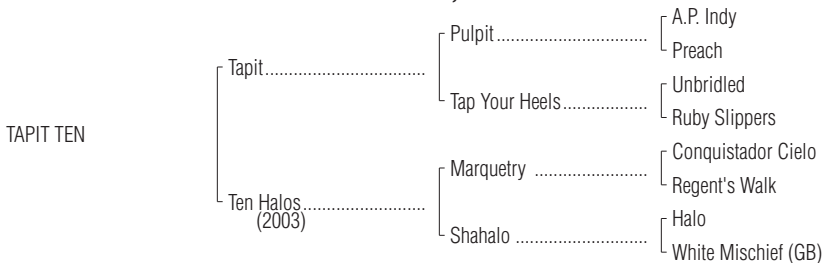 TAPIT TEN
Tapit..................................
Ten Halos..........................
(2003)
Pulpit................................
Tap Your Heels..................
Marquetry ........................
Shahalo ............................
A.P. Indy
Preach
Unbridled
Ruby Slippers
Conquistador Cielo
Regent's Walk
Halo
White Mischief (GB)